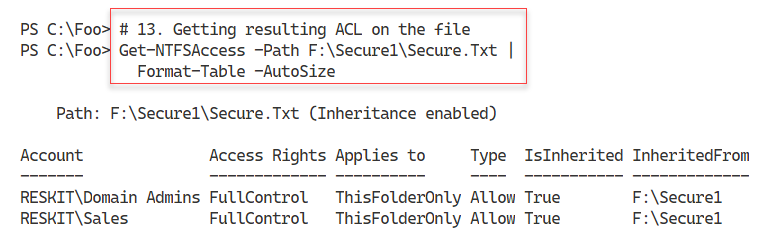 PS C:\Foo> # 13. Getting resulting ACL on the file
PS C:\Foo> Get-NTFSAccess -Path F:\Secure1\Secure.Txt |
Format-Table -AutoSize
Path: F:\Secure1\Secure.Txt (Inheritance enabled)
Account Access Rights Applies to Type IsInherited InheritedFrom
------- ------------- ---------- ---- ----------- -------------
RESKIT\Domain Admins FullControl ThisFolderOnly Allow True F:\Secure1
RESKIT\Sales FullControl ThisFolderOnly Allow True F:\Secure1